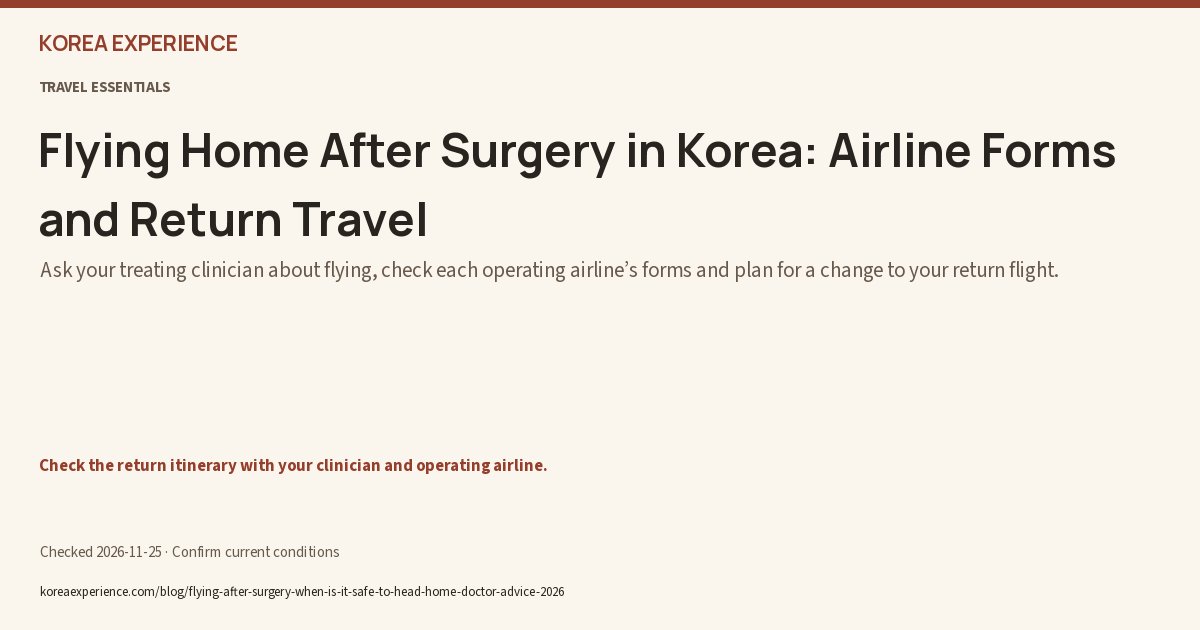 KOREA EXPERIENCE
TRAVEL ESSENTIALS
Flying Home After Surgery in Korea: Airline Forms
and Return Travel
Ask your treating clinician about flying, check each operating airline’s forms and plan for a change to your return flight.
Check the return itinerary with your clinician and operating airline.
Checked 2026-11-25 · Confirm current conditions
koreaexperience.com/blog/flying-after-surgery-when-is-it-safe-to-head-home-doctor-advice-2026